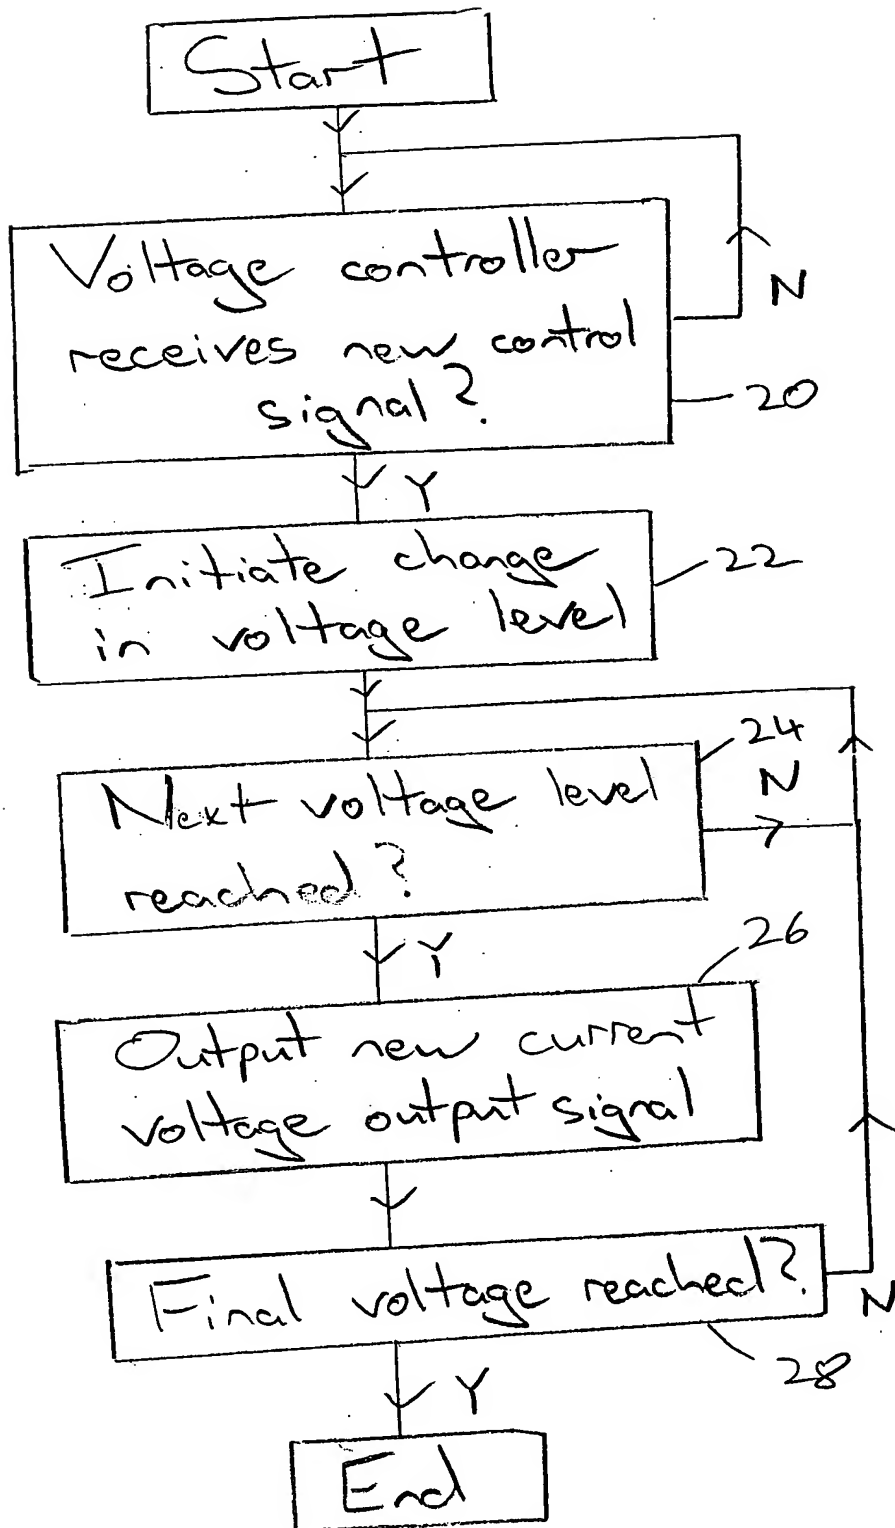 Start
Voltage controller
N
receives new control
signal?
20
Y
Initiate change
22
in voltage level
24
Next voltage level
N
reached?
Y
26
Output new current
voltage output signal
Final voltage reached?
N
28
Y
End